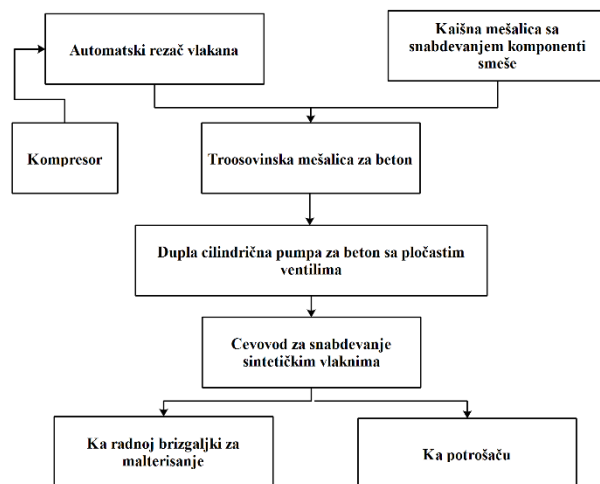 Automatski rezač vlakana
Kaišna mešalica sa
snabdevanjem komponenti
smeše
Kompresor
Troosovinska mešalica za beton
Dupla cilindrična pumpa za beton sa pločastim
ventilima
Cevovod za snabdevanje
sintetičkim vlaknima
Ka radnoj brizgaljki za
malterisanje
Ka potrošaču